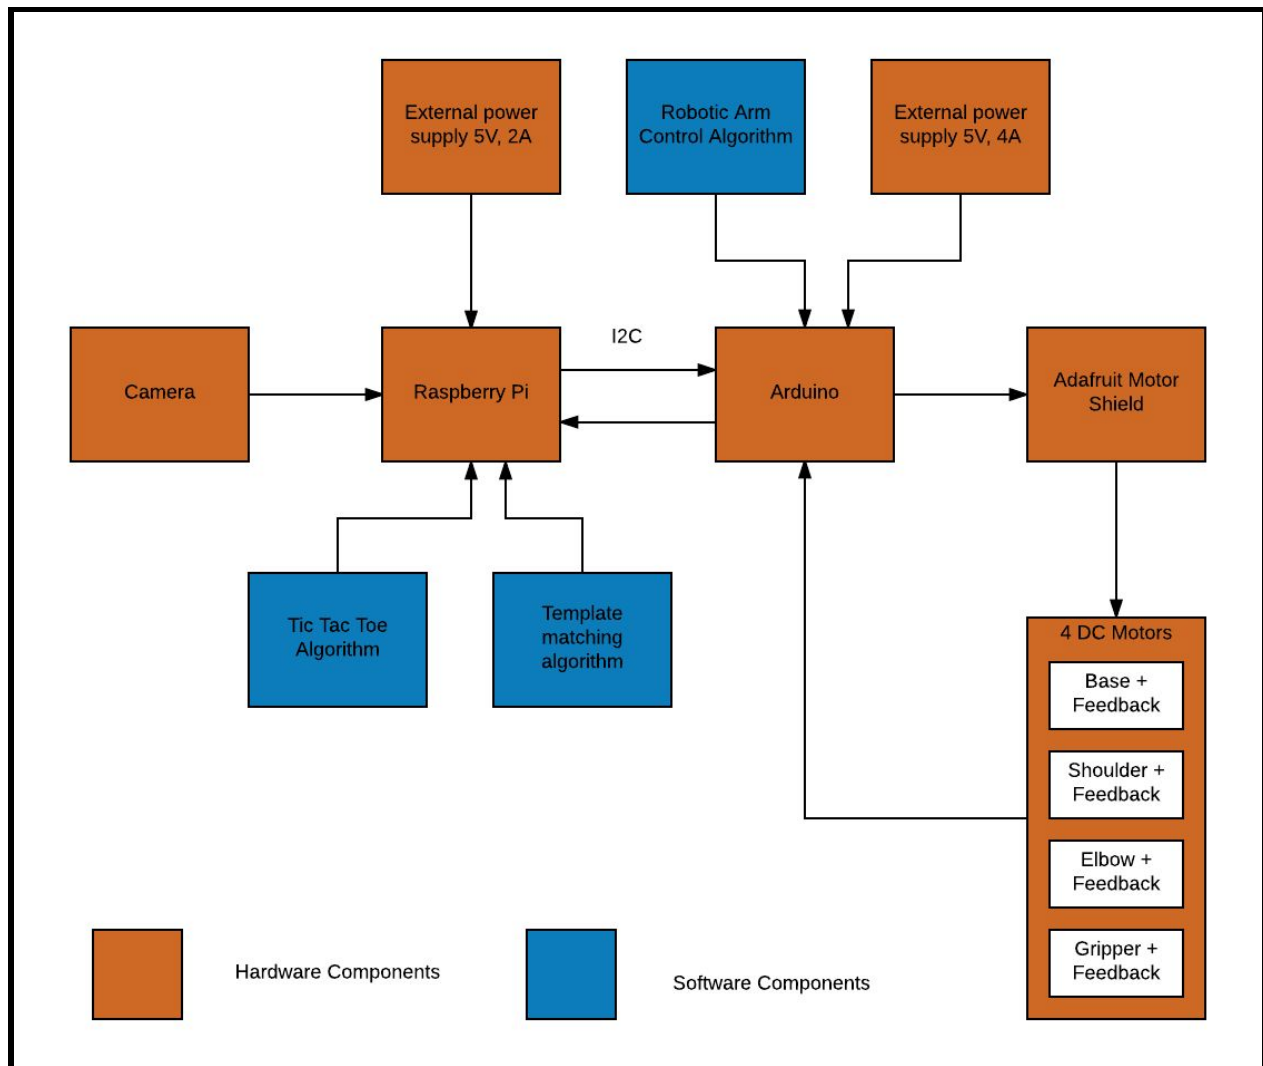 External power
supply 5V, 2A
Robotic Arm
Control Algorithm
External power
supply 5V, 4A
Camera
Raspberry Pi
I2C
Arduino
Adafruit Motor
Shield
Tic Tac Toe
Algorithm
Template
matching
algorithm
4 DC Motors
Base +
Feedback
Shoulder +
Feedback
Elbow +
Feedback
Gripper +
Feedback
Hardware Components
Software Components